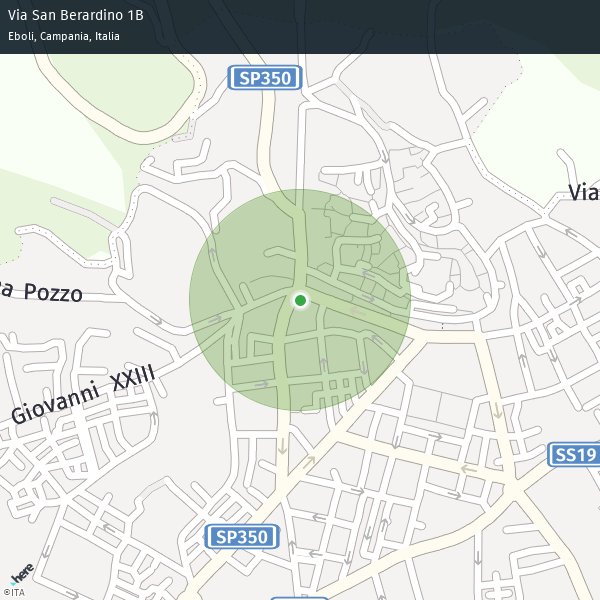 Via San Berardino 1B
Eboli, Campania, Italia
SP350
Via
Pozzo
Giovanni XXIII
SS19
SP350
here
©ITA